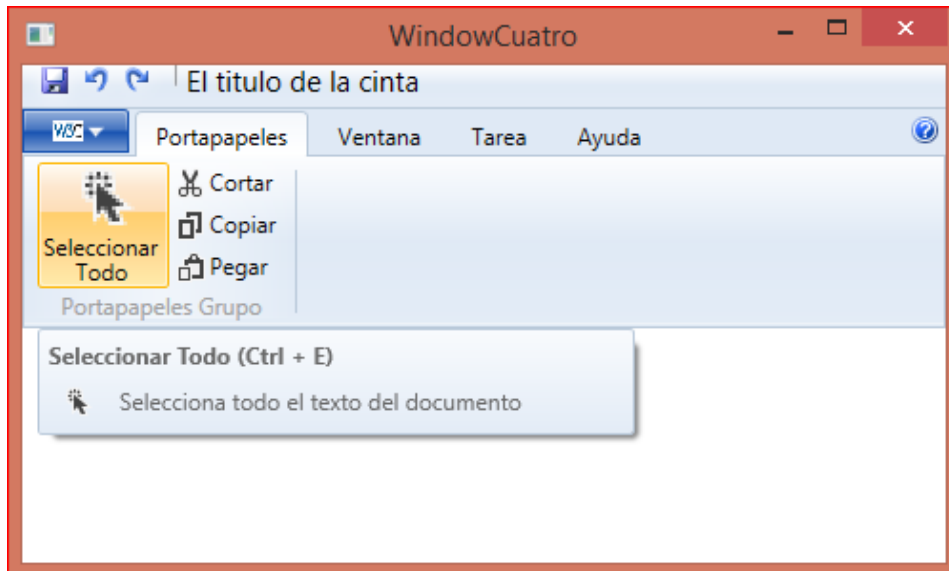 WindowCuatro
El titulo de la cinta
Portapapeles Ventana Tarea Ayuda
Cortar
Copiar
Pegar
Seleccionar
Todo
Portapapeles Grupo
Seleccionar Todo (Ctrl + E)
Selecciona todo el texto del documento